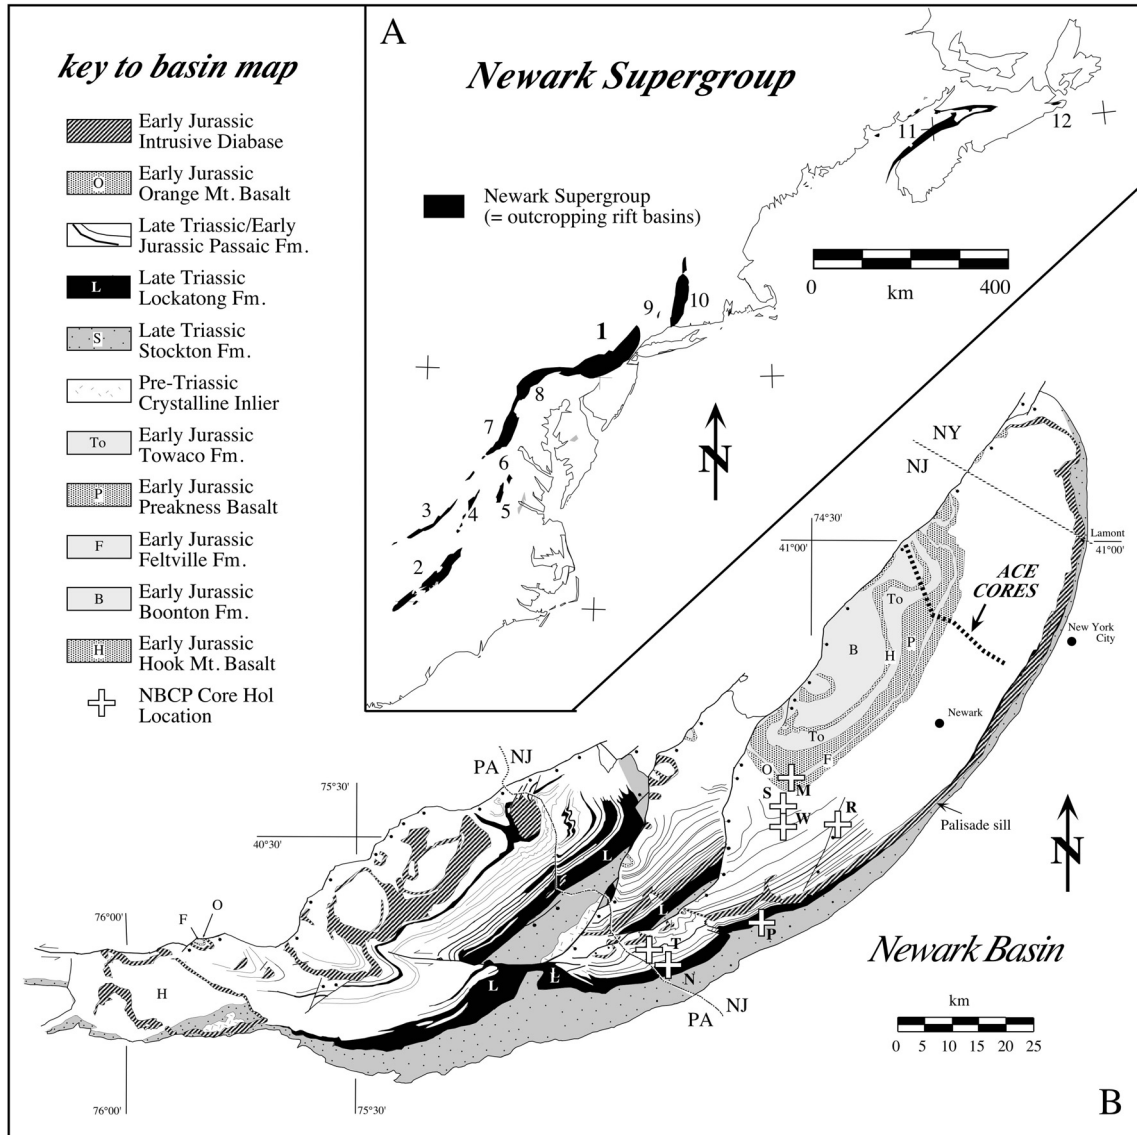 key to basin map
Early Jurassic
Intrusive Diabase
O
Early Jurassic
Orange Mt. Basalt
Late Triassic/Early
Jurassic Passaic Fm.
L
Late Triassic
Lockatong Fm.
S
Late Triassic
Stockton Fm.
Pre-Triassic
Crystalline Inlier
To
Early Jurassic
Towaco Fm.
P
Early Jurassic
Preakness Basalt
F
Early Jurassic
Feltville Fm.
B
Early Jurassic
Boonton Fm.
H
Early Jurassic
Hook Mt. Basalt
NBCP Core Hol
Location
A
Newark Supergroup
Newark Supergroup
(= outcropping rift basins)
0 km 400
11
12
9
10
1
8
7
6
3
4
5
2
N
NY
NJ
74°30'
41°00'
Lamont
41°00'
ACE
CORES
New York
City
To
P
B
H
Newark
To
F
O
M
S
W
R
Palisade sill
PA
NJ
75°30'
40°30'
L
L
76°00'
F
O
H
L
L
T
N
P
PA
NJ
N
Newark Basin
km
0 5 10 15 20 25
76°00'
75°30'
B